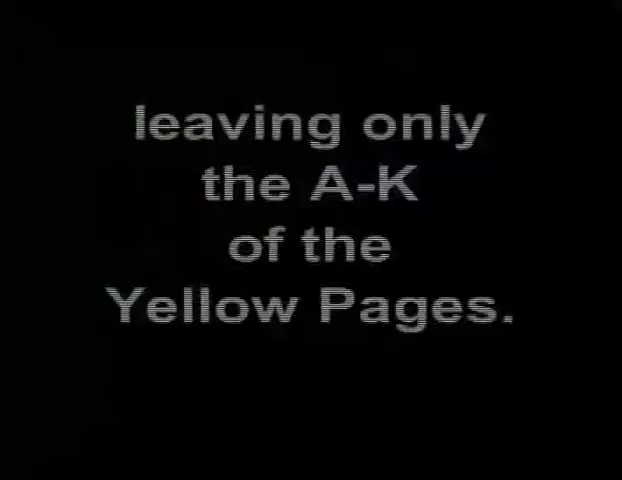 leaving only
the A-K
of the
Yellow Pages.